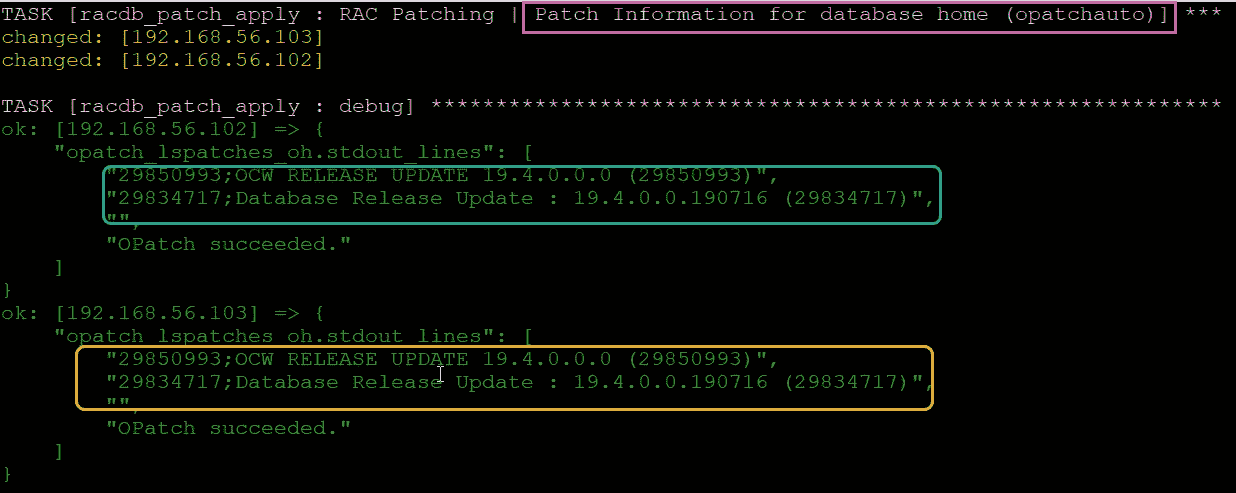 TASK [racdb_patch_apply : RAC Patching | Patch Information for database home (opatchauto)] ***
changed: [192.168.56.103]
changed: [192.168.56.102]
TASK [racdb_patch_apply : debug] *************************************************************
ok: [192.168.56.102] => {
"opatch_lspatches_oh.stdout_lines": [
"29850993;OCW RELEASE UPDATE 19.4.0.0.0 (29850993)",
"29834717;Database Release Update : 19.4.0.0.190716 (29834717)",
"",
"OPatch succeeded."
]
}
ok: [192.168.56.103] => {
"opatch_lspatches_oh.stdout_lines": [
"29850993;OCW RELEASE UPDATE 19.4.0.0.0 (29850993)",
"29834717;Database Release Update : 19.4.0.0.190716 (29834717)",
"",
"OPatch succeeded."
]
}